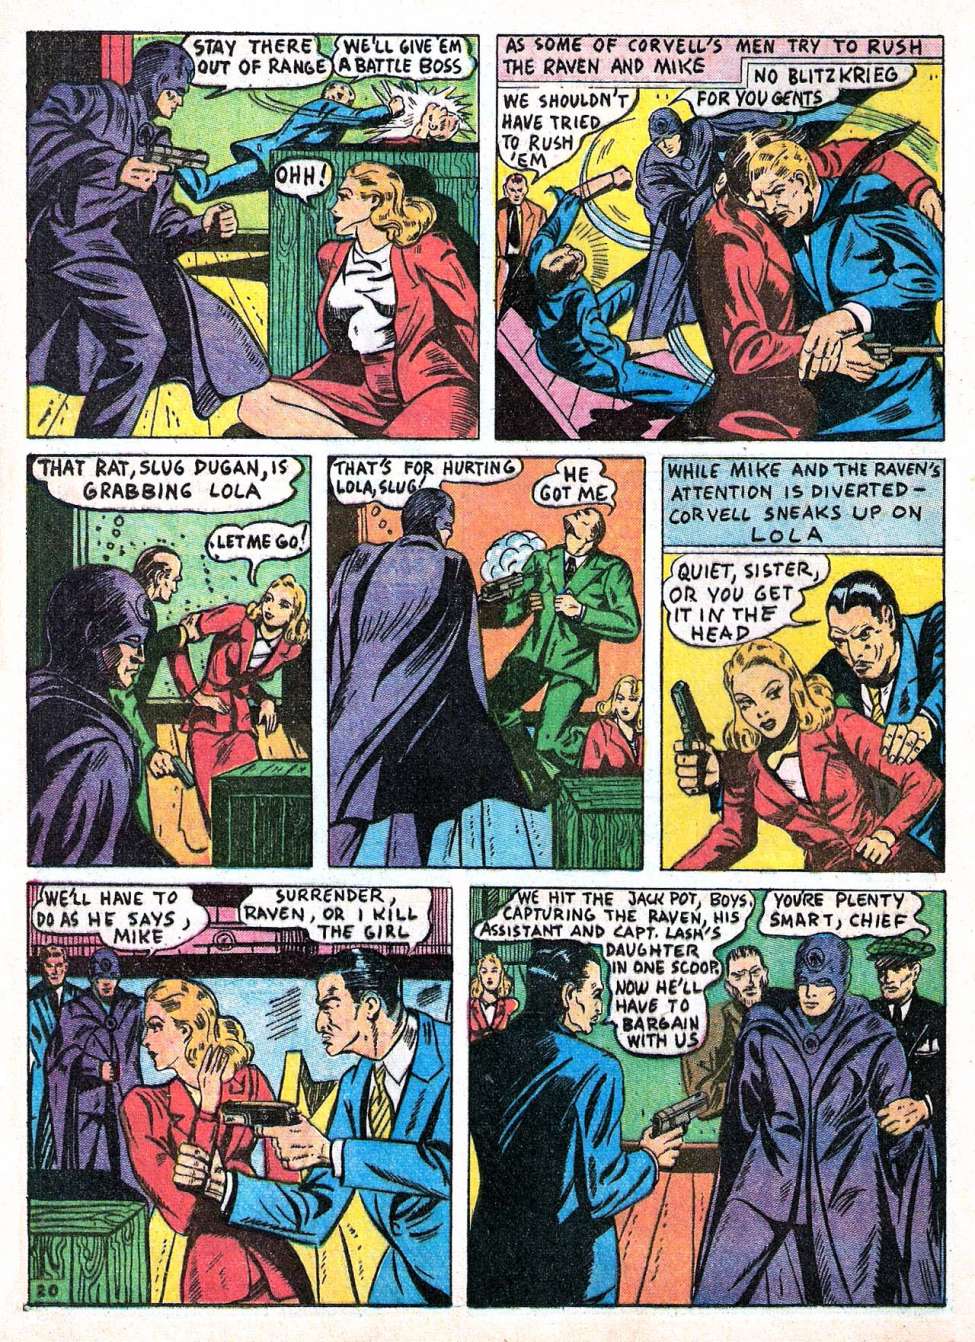 STAY THERE
OUT OF RANGE
WE'LL GIVE 'EM
A BATTLE BOSS
OHH!
AS SOME OF CORVELL'S MEN TRY TO RUSH
THE RAVEN AND MIKE
NO BLITZKRIEG
FOR YOU GENTS
WE SHOULDN'T
HAVE TRIED
TO RUSH
'EM
THAT RAT, SLUG DUGAN, IS
GRABBING LOLA
LET ME GO!
THAT'S FOR HURTING
LOLA, SLUG!
HE
GOT ME
WHILE MIKE AND THE RAVEN'S
ATTENTION IS DIVERTED-
CORVELL SNEAKS UP ON
LOLA
QUIET, SISTER,
OR YOU GET
IT IN THE
HEAD
WE'LL HAVE TO
DO AS HE SAYS,
MIKE
SURRENDER,
RAVEN, OR I KILL
THE GIRL
WE HIT THE JACK POT, BOYS.
CAPTURING THE RAVEN, HIS
ASSISTANT AND CAPT. LASH'S
DAUGHTER
IN ONE SCOOP.
NOW HE'LL
HAVE TO
BARGAIN
WITH US
YOU'RE PLENTY
SMART, CHIEF
20